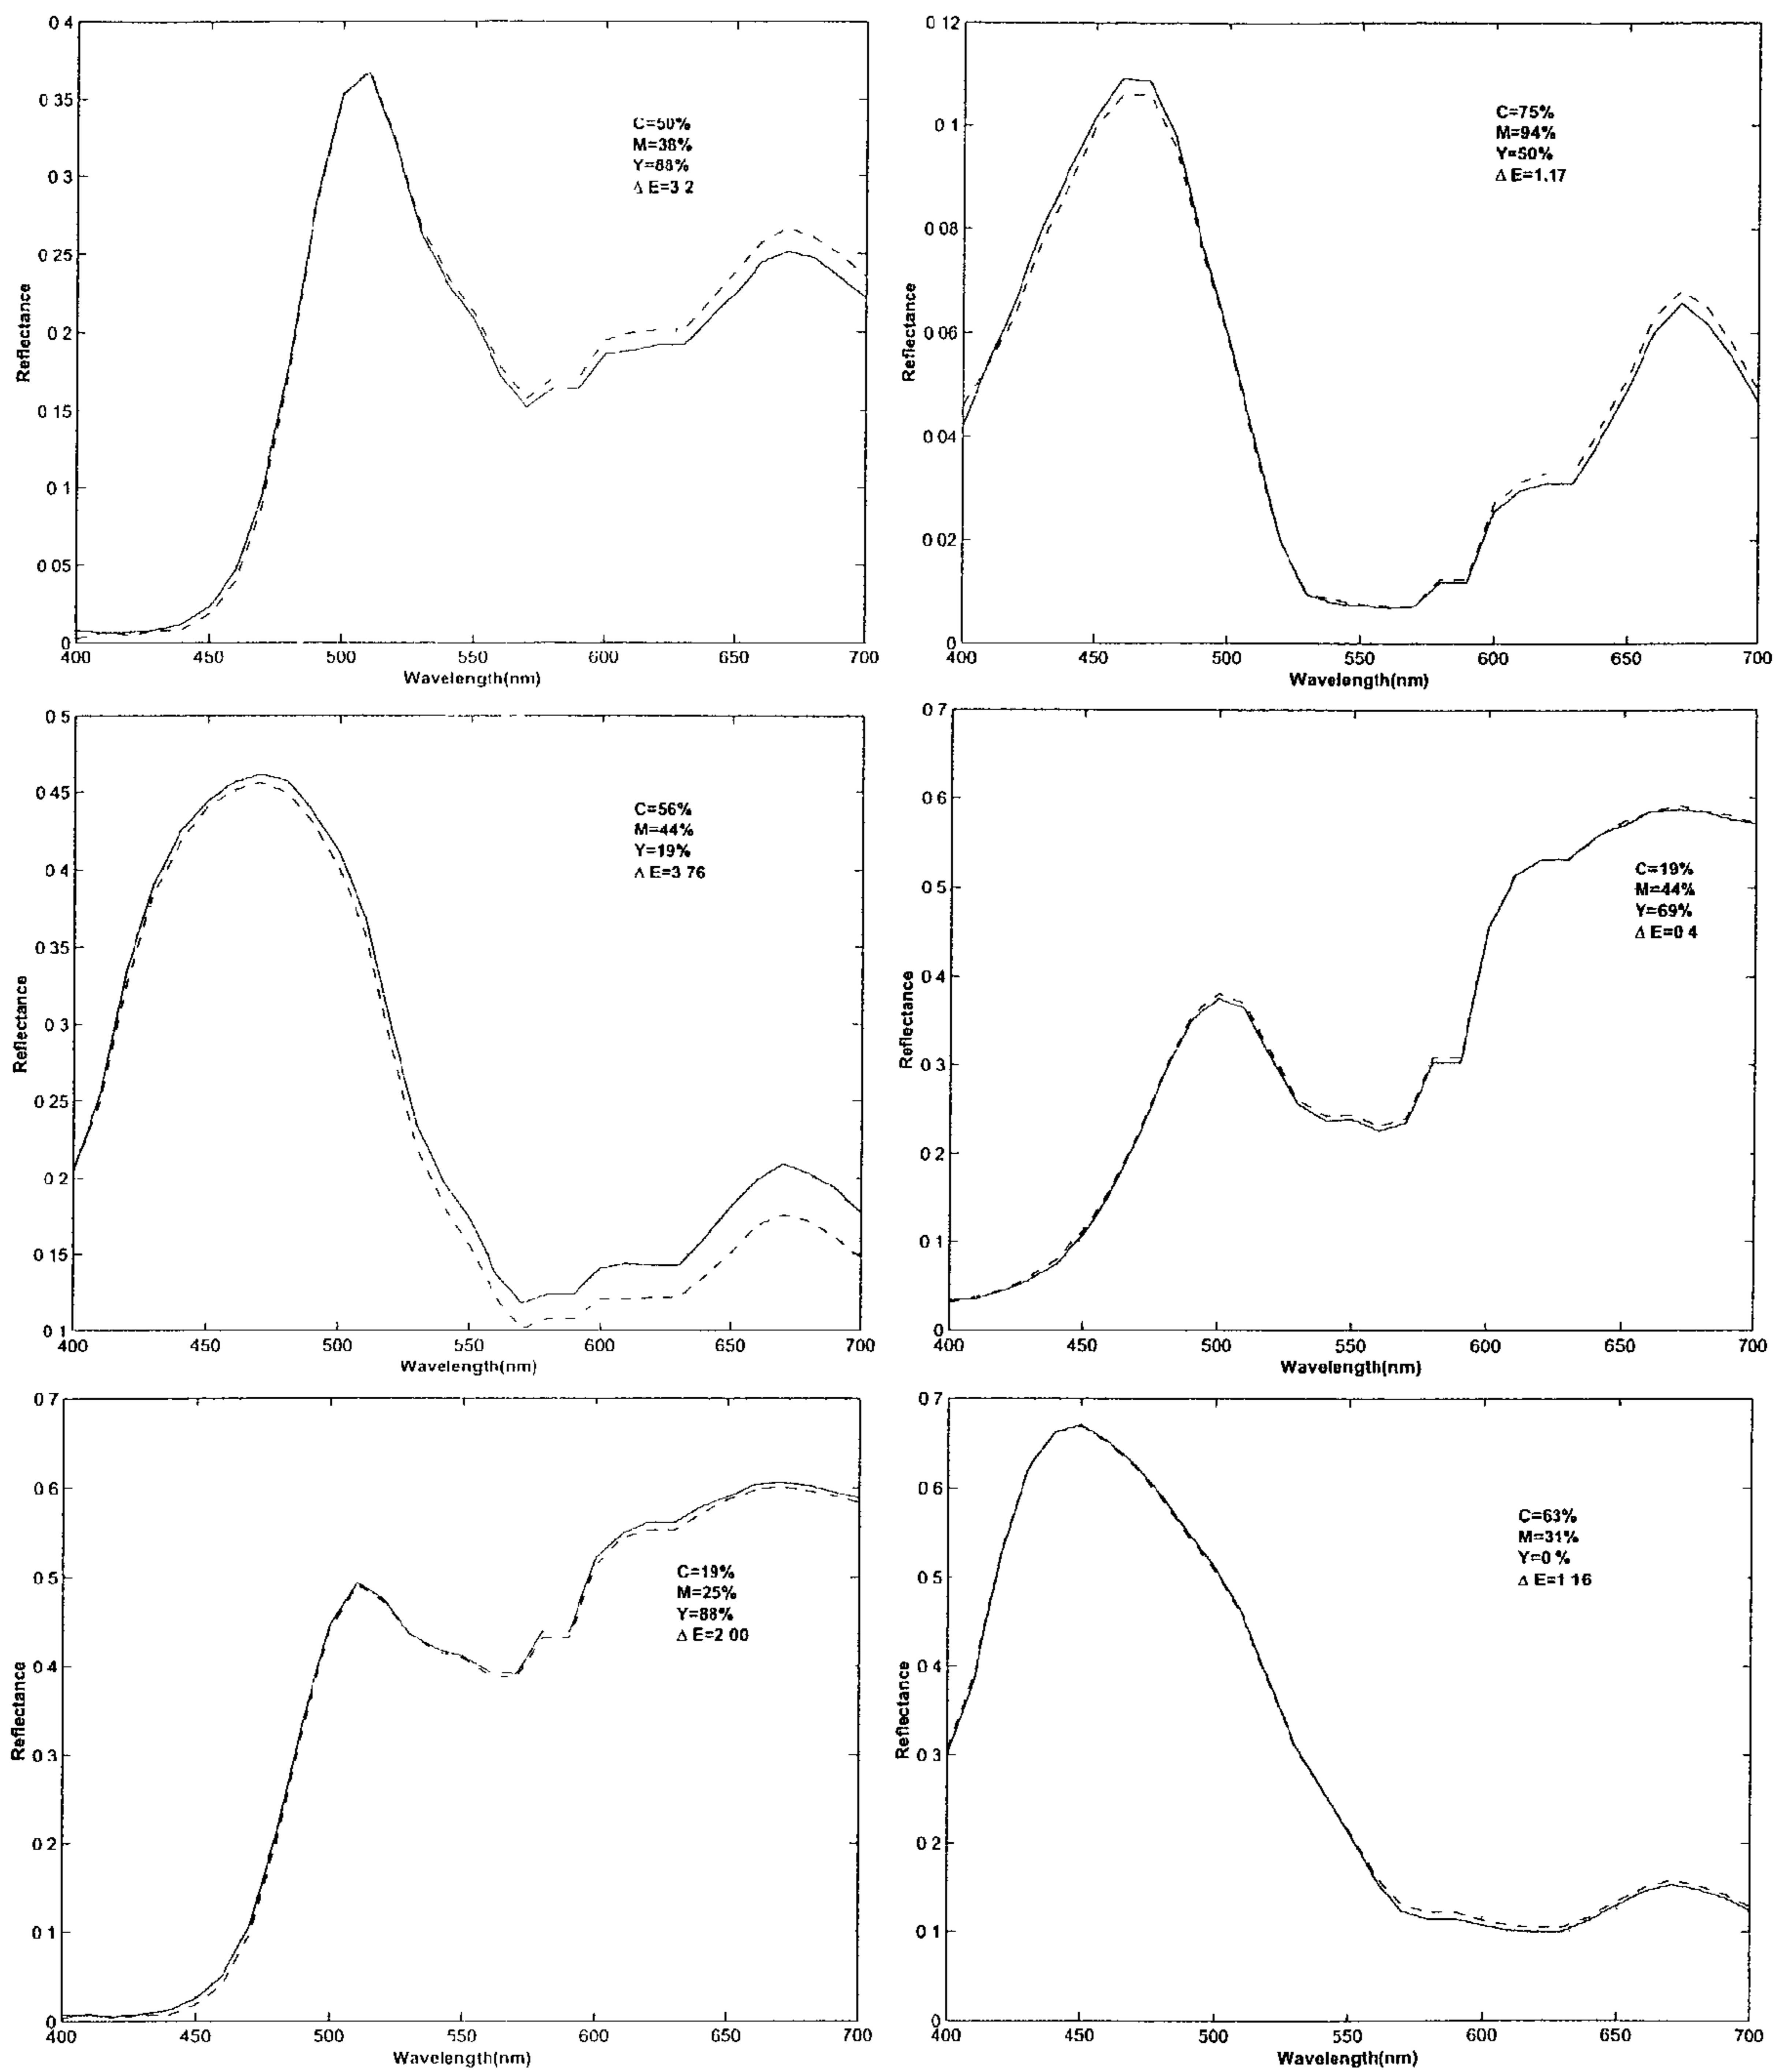 0 4
0 35
0 3
0 25
0 2
0 15
0 1
0 05
0
400 450 500 550 600 650 700
Reflectance
Wavelength(nm)
C=50%
M=38%
Y=88%
Δ E=3 2
0 12
0 1
0 08
0 06
0 04
0 02
0
400 450 500 550 600 650 700
Reflectance
Wavelength(nm)
C=75%
M=94%
Y=50%
Δ E=1.17
0 5
0 45
0 4
0 35
0 3
0 25
0 2
0 15
0 1
400 450 500 550 600 650 700
Reflectance
Wavelength(nm)
C=56%
M=44%
Y=19%
Δ E=3 76
0 7
0 6
0 5
0 4
0 3
0 2
0 1
0
400 450 500 550 600 650 700
Reflectance
Wavelength(nm)
C=19%
M=44%
Y=69%
Δ E=0 4
0 7
0 6
0 5
0 4
0 3
0 2
0 1
0
400 450 500 550 600 650 700
Reflectance
Wavelength(nm)
C=19%
M=25%
Y=88%
Δ E=2 00
0 7
0 6
0 5
0 4
0 3
0 2
0 1
0
400 450 500 550 600 650 700
Reflectance
Wavelength(nm)
C=63%
M=31%
Y=0 %
Δ E=1 16